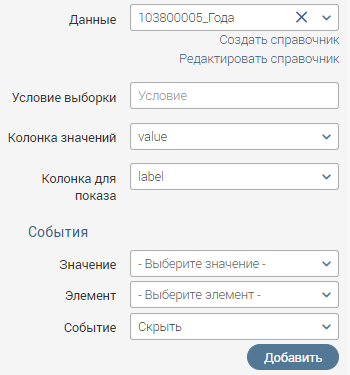 Данные 103800005_Года
Создать справочник
Редактировать справочник
Условие выборки Условие
Колонка значений value
Колонка для показа label
События
Значение - Выберите значение -
Элемент - Выберите элемент -
Событие Скрыть
Добавить